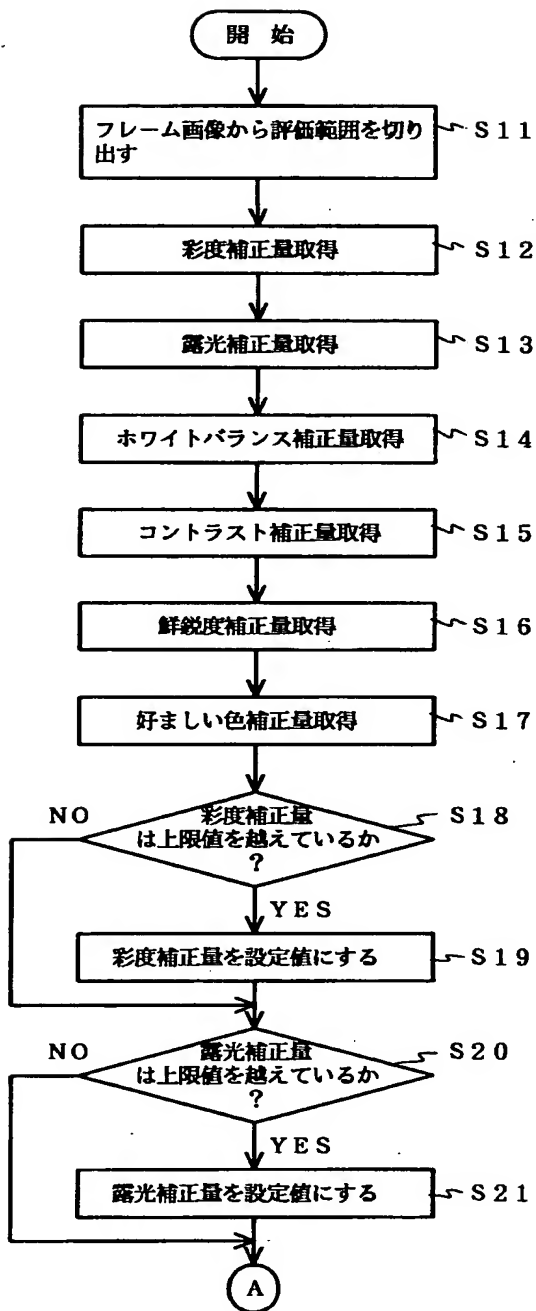 開 始
フレーム画像から評価範囲を切り
出す
S11
彩度補正量取得
S12
露光補正量取得
S13
ホワイトバランス補正量取得
S14
コントラスト補正量取得
S15
鮮鋭度補正量取得
S16
好ましい色補正量取得
S17
彩度補正量
は上限値を越えているか
?
S18
NO
YES
彩度補正量を設定値にする
S19
露光補正量
は上限値を越えているか
?
S20
NO
YES
露光補正量を設定値にする
S21
A